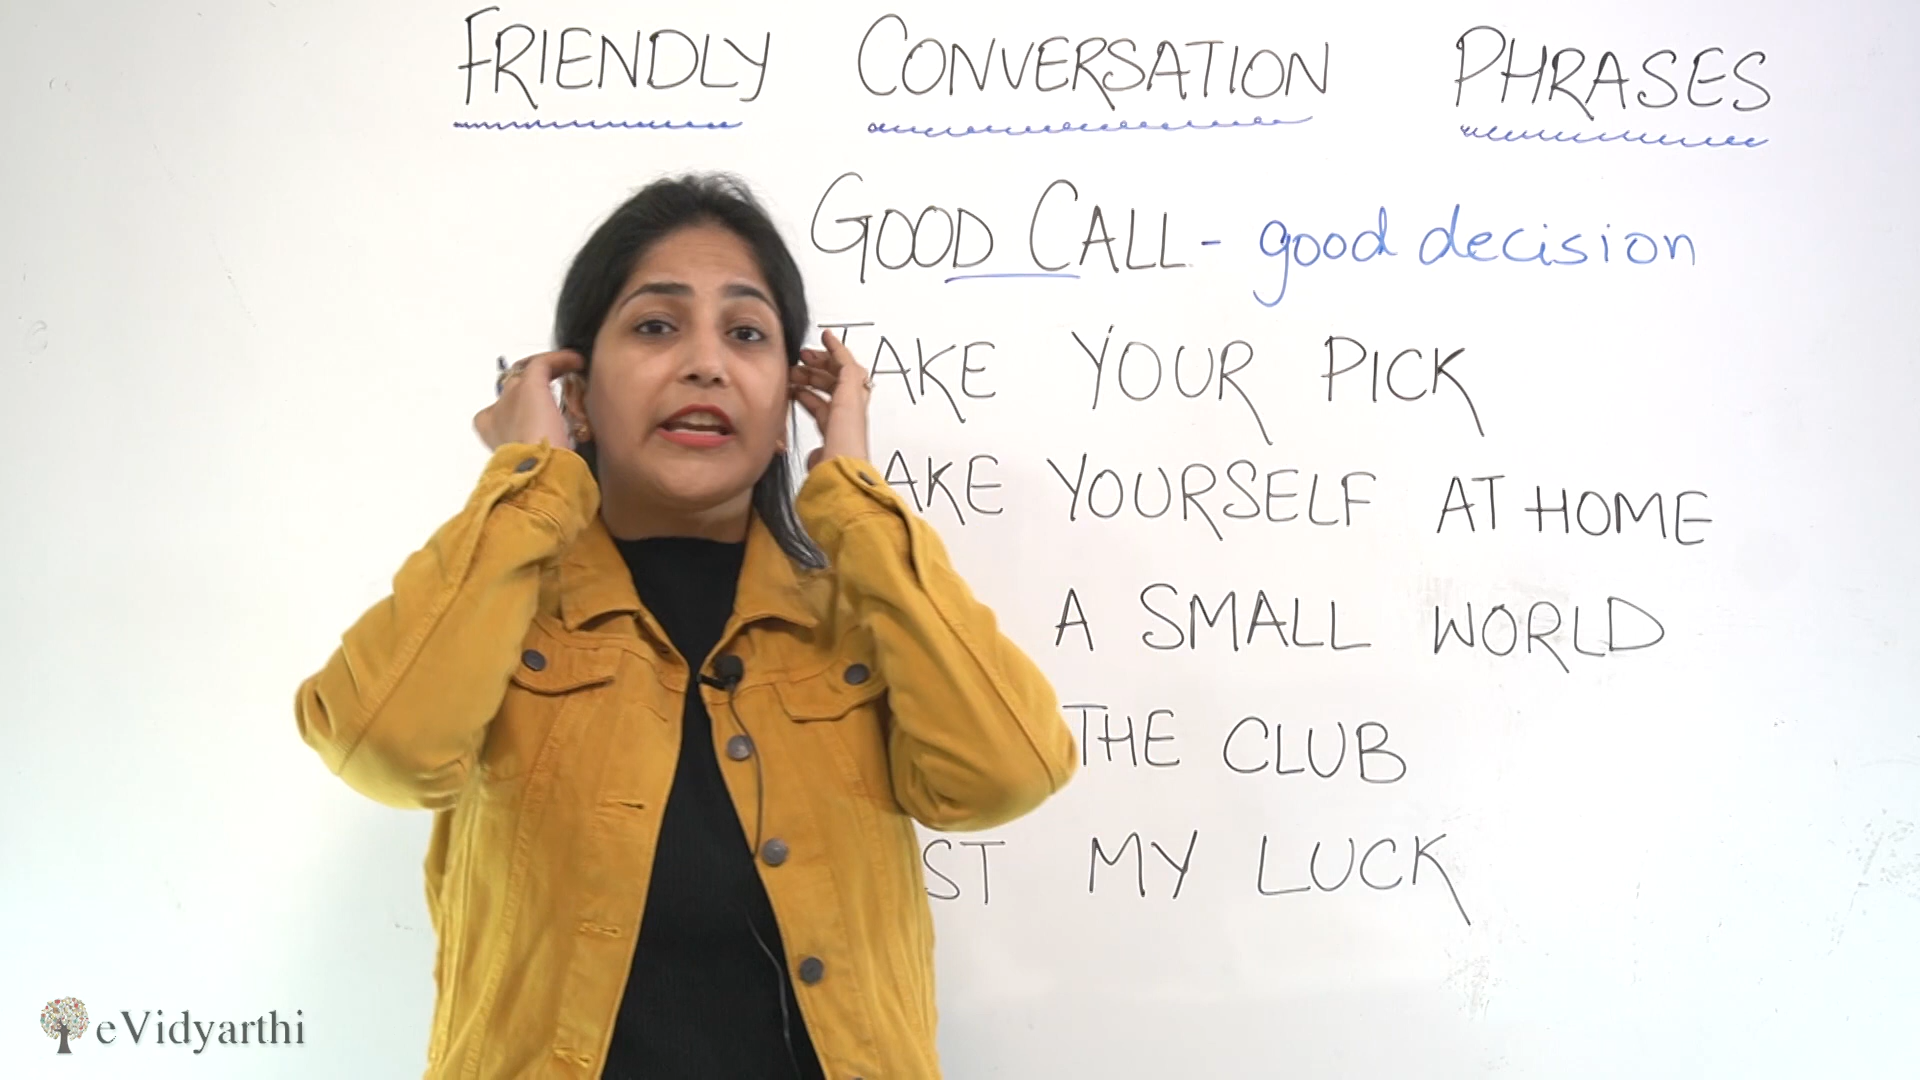 FRIENDLY CONVERSATION PHRASES
GOOD CALL - good decision
TAKE YOUR PICK
AKE YOURSELF AT HOME
A SMALL WORLD
THE CLUB
ST MY LUCK
eVidyarthi